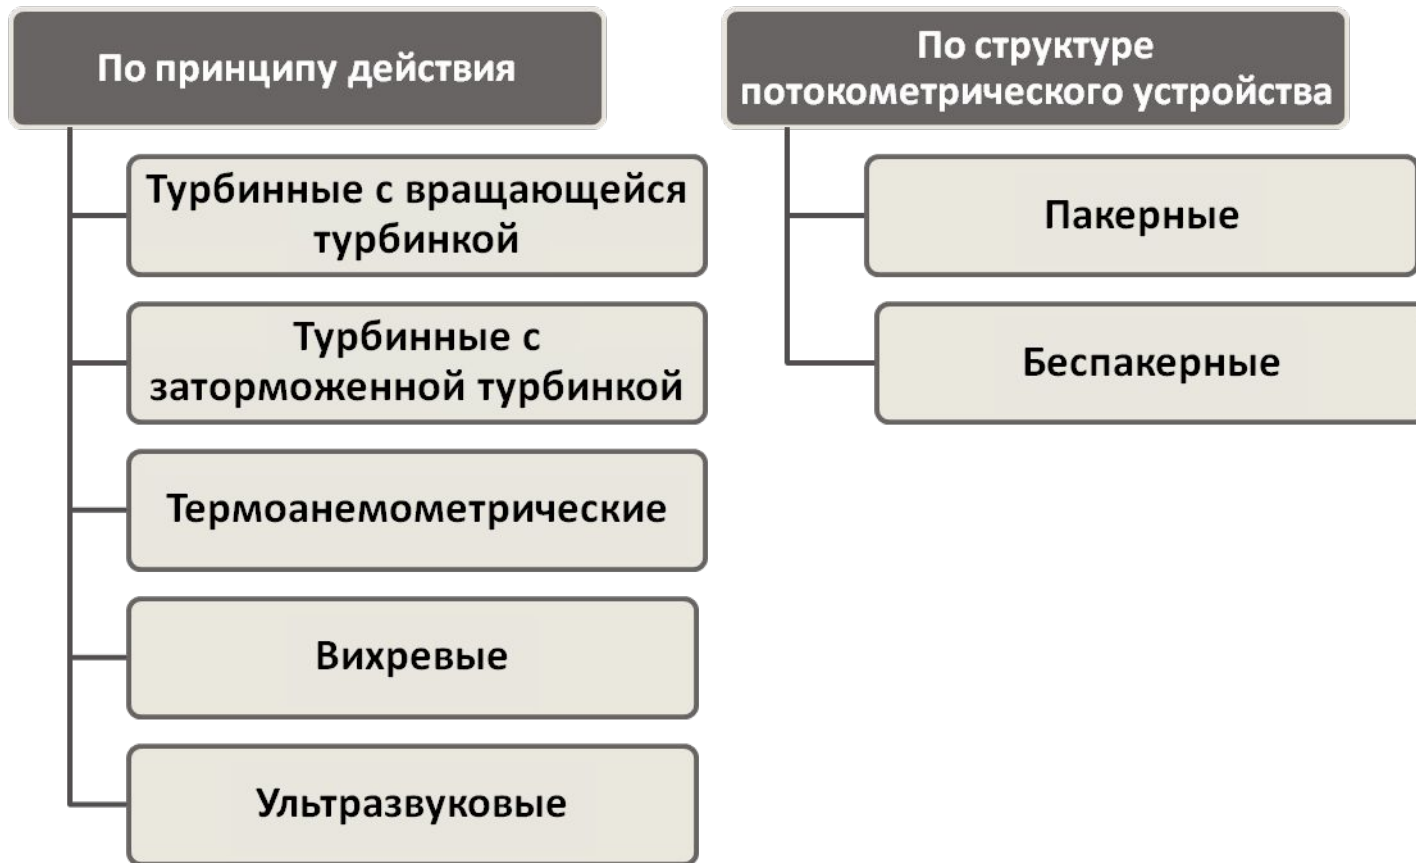 По принципу действия
Турбинные с вращающейся
турбинкой
Турбинные с
заторможенной турбинкой
Термоанемометрические
Вихревые
Ультразвуковые
По структуре
потокометрического устройства
Пакерные
Беспакерные